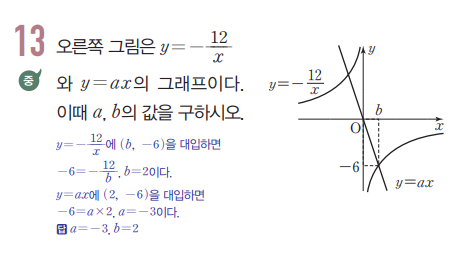 13
중
오른쪽 그림은 y=-12/x
와 y=ax의 그래프이다.
이때 a, b의 값을 구하시오.
y=-12/x에 (b, -6)을 대입하면
-6=-12/b, b=2이다.
y=ax에 (2, -6)을 대입하면
-6=a×2, a=-3이다.
답 a=-3, b=2
y
y=-12/x
b
O
x
-6
y=ax